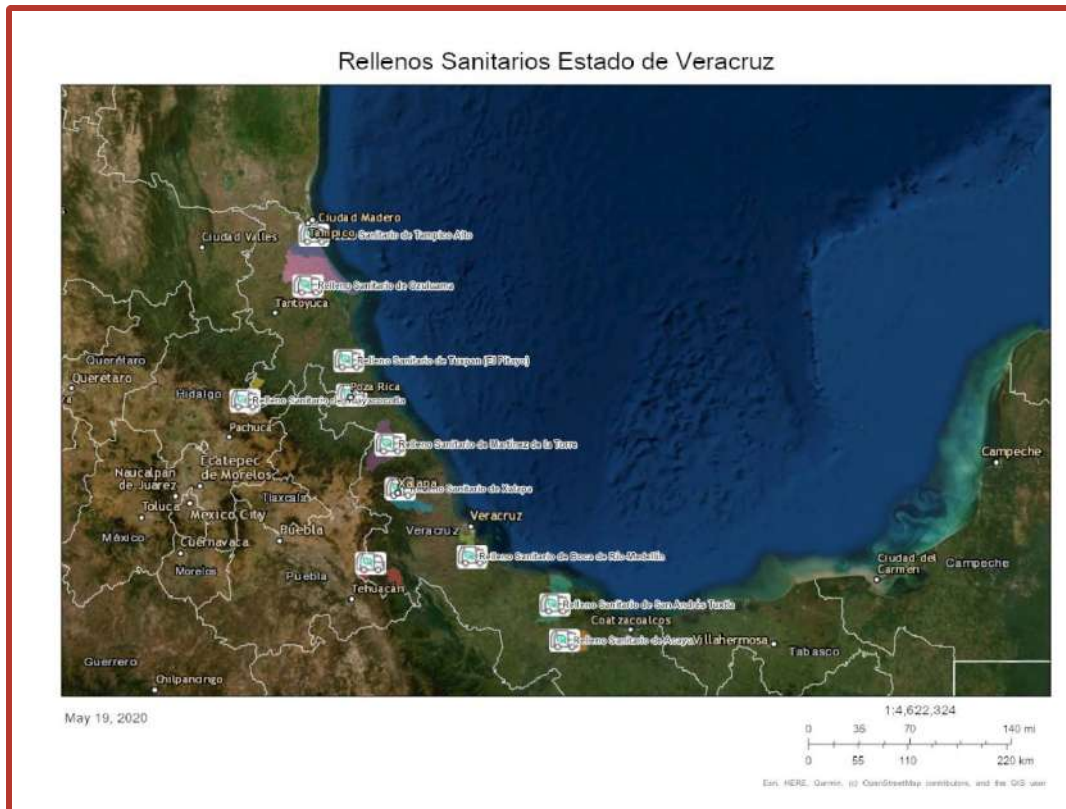 Rellenos Sanitarios Estado de Veracruz
Ciudad Madero
Tampico
Sanitario de Tampico Alto
Ciudad Valles
Relleno Sanitario de Ozuluama
Tantoyuca
Relleno Sanitario de Tuxpan (El Pitayo)
Querétaro
Querétaro
Poza Rica
Hidalgo
Relleno Sanitario de
Pachuca
Relleno Sanitario de Martínez de la Torre
Ecatepec
de Morelos
Naucalpan
de Juárez
Campeche
Xalapa
Relleno Sanitario de Xalapa
Tlaxcala
Toluca
Mexico City
Veracruz
México
Puebla
Veracruz
Cuernavaca
Relleno Sanitario de Boca de Río-Medellín
Ciudad del
Carmen
Campeche
Morelos
Puebla
Tehuacán
Relleno Sanitario de San Andrés Tuxtla
Coatzacoalcos
Relleno Sanitario de Acayu
Villahermosa
Tabasco
Guerrero
Chilpancingo
May 19, 2020
1:4,622,324
0 35 70 140 mi
0 55 110 220 km
Esri, HERE, Garmin, (c) OpenStreetMap contributors, and the GIS user